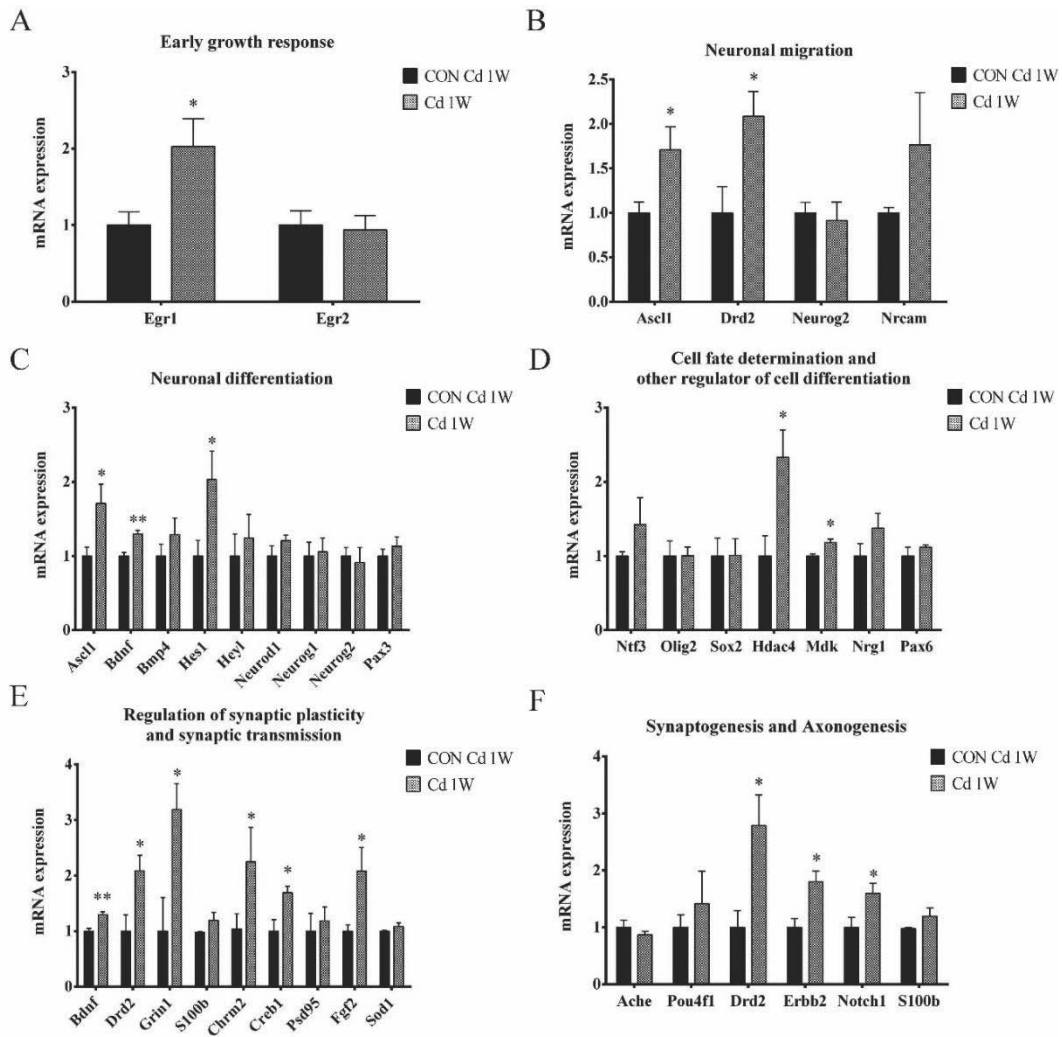 A
Early growth response
3
2
1
0
mRNA expression
*
Egr1
Egr2
CON Cd 1W
Cd 1W
B
Neuronal migration
2.5
2.0
1.5
1.0
0.5
0.0
mRNA expression
*
*
Ascl1
Drd2
Neurog2
Nrcam
CON Cd 1W
Cd 1W
C
Neuronal differentiation
3
2
1
0
mRNA expression
*
**
*
Ascl1
Bdnf
Bmp4
Hes1
Heyl
Neurod1
Neurog1
Neurog2
Pax3
CON Cd 1W
Cd 1W
D
Cell fate determination and
other regulator of cell differentiation
3
2
1
0
mRNA expression
*
*
Ntf3
Olig2
Sox2
Hdac4
Mdk
Nrg1
Pax6
CON Cd 1W
Cd 1W
E
Regulation of synaptic plasticity
and synaptic transmission
4
3
2
1
0
mRNA expression
**
*
*
*
*
*
Bdnf
Drd2
Grin1
S100b
Chrm2
Creb1
Psd95
Fgf2
Sod1
CON Cd 1W
Cd 1W
F
Synaptogenesis and Axonogenesis
4
3
2
1
0
mRNA expression
*
*
*
Ache
Pou4f1
Drd2
Erbb2
Notch1
S100b
CON Cd 1W
Cd 1W